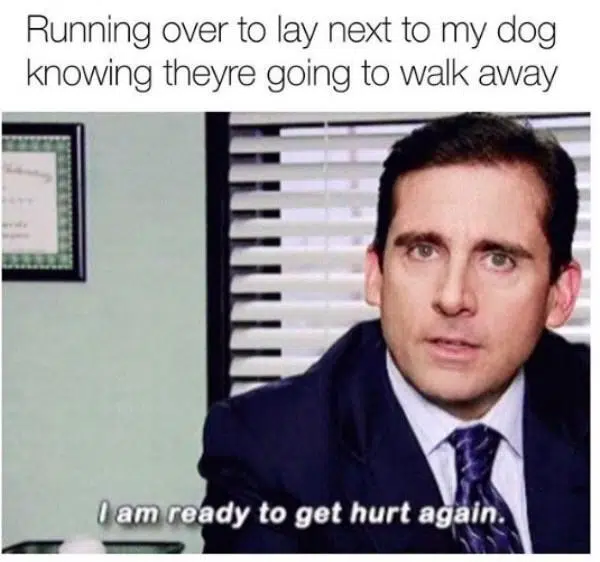 Running over to lay next to my dog
knowing theyre going to walk away
I am ready to get hurt again.